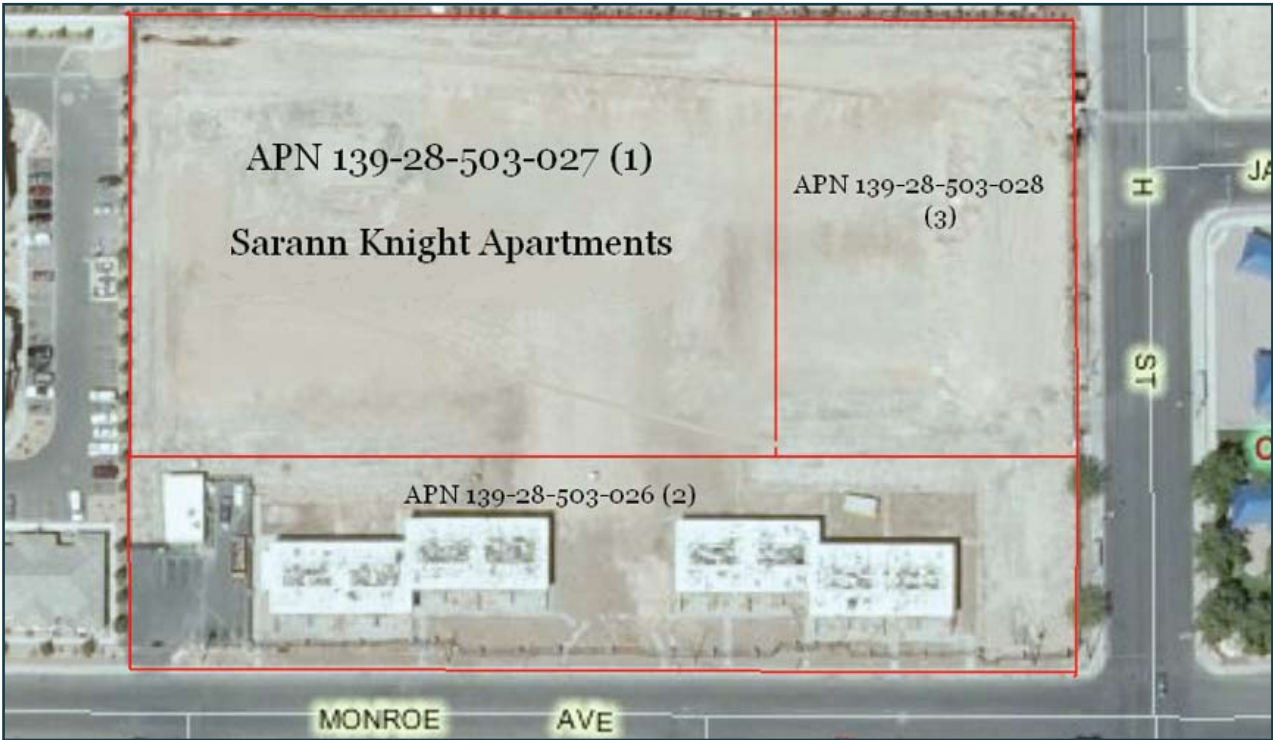 APN 139-28-503-027 (1)
Sarann Knight Apartments
APN 139-28-503-028
(3)
H
ST
JA
C
APN 139-28-503-026 (2)
MONROE AVE